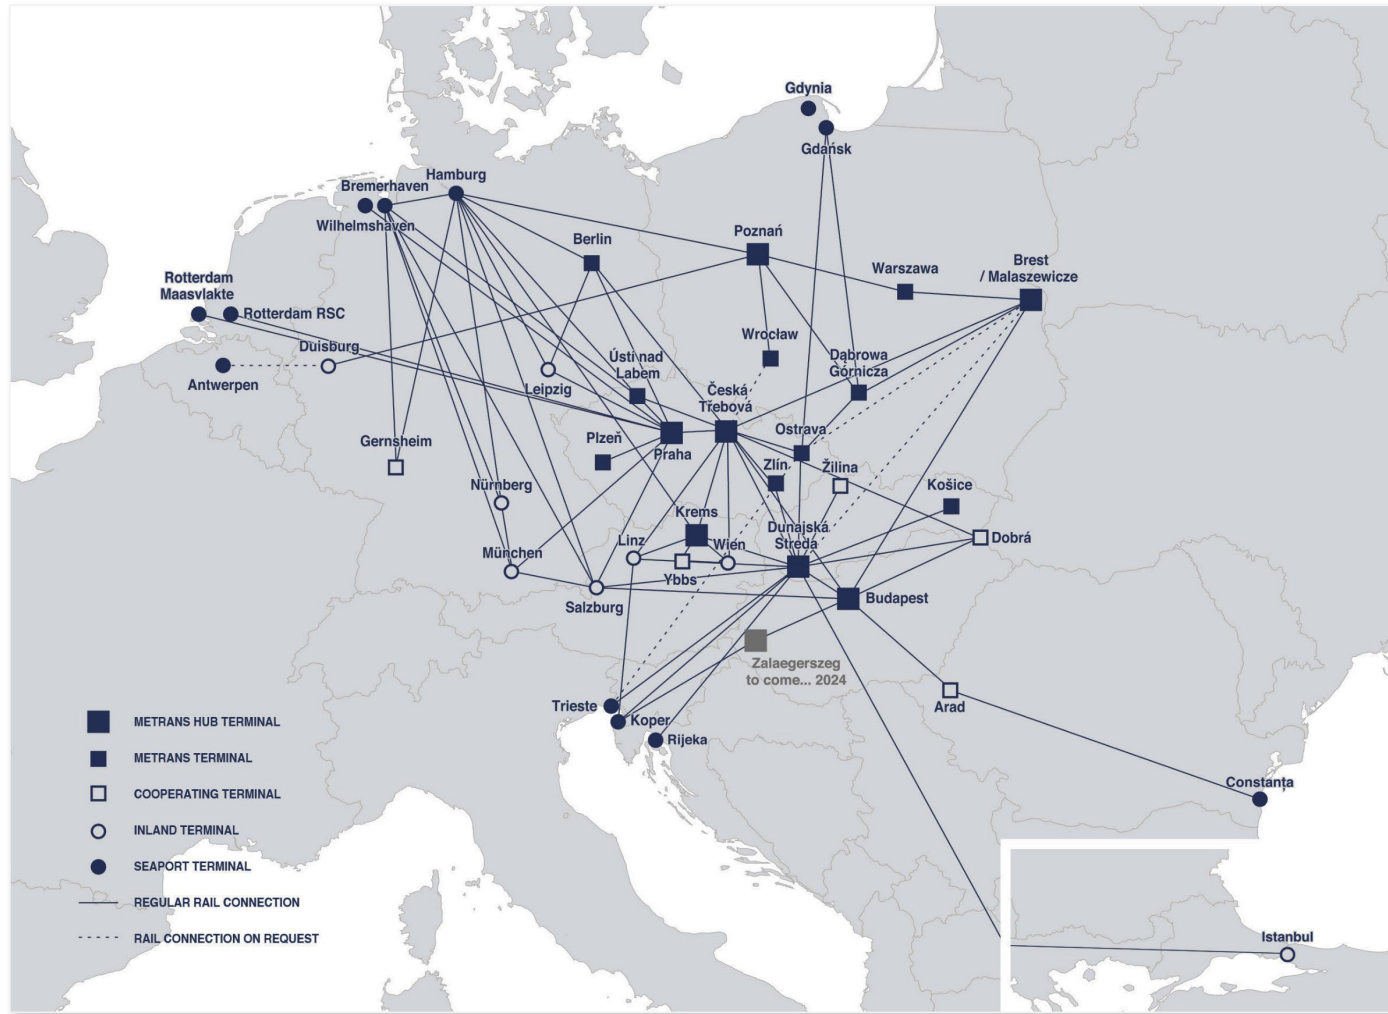 Gdynia
Gdańsk
Hamburg
Bremerhaven
Wilhelmshaven
Berlin
Poznań
Brest
/ Malaszewicze
Warszawa
Rotterdam
Maasvlakte
Rotterdam RSC
Duisburg
Antwerpen
Wrocław
Dąbrowa
Górnicza
Ústí nad
Labem
Leipzig
Česká
Třebová
Gernsheim
Plzeň
Praha
Ostrava
Zlín
Žilina
Nürnberg
Košice
Krems
Dunajská
Streda
Dobrá
München
Linz
Wien
Ybbs
Salzburg
Budapest
Zalaegerszeg
to come... 2024
Trieste
Koper
Rijeka
Arad
Constanța
Istanbul
METRANS HUB TERMINAL
METRANS TERMINAL
COOPERATING TERMINAL
INLAND TERMINAL
SEAPORT TERMINAL
REGULAR RAIL CONNECTION
RAIL CONNECTION ON REQUEST